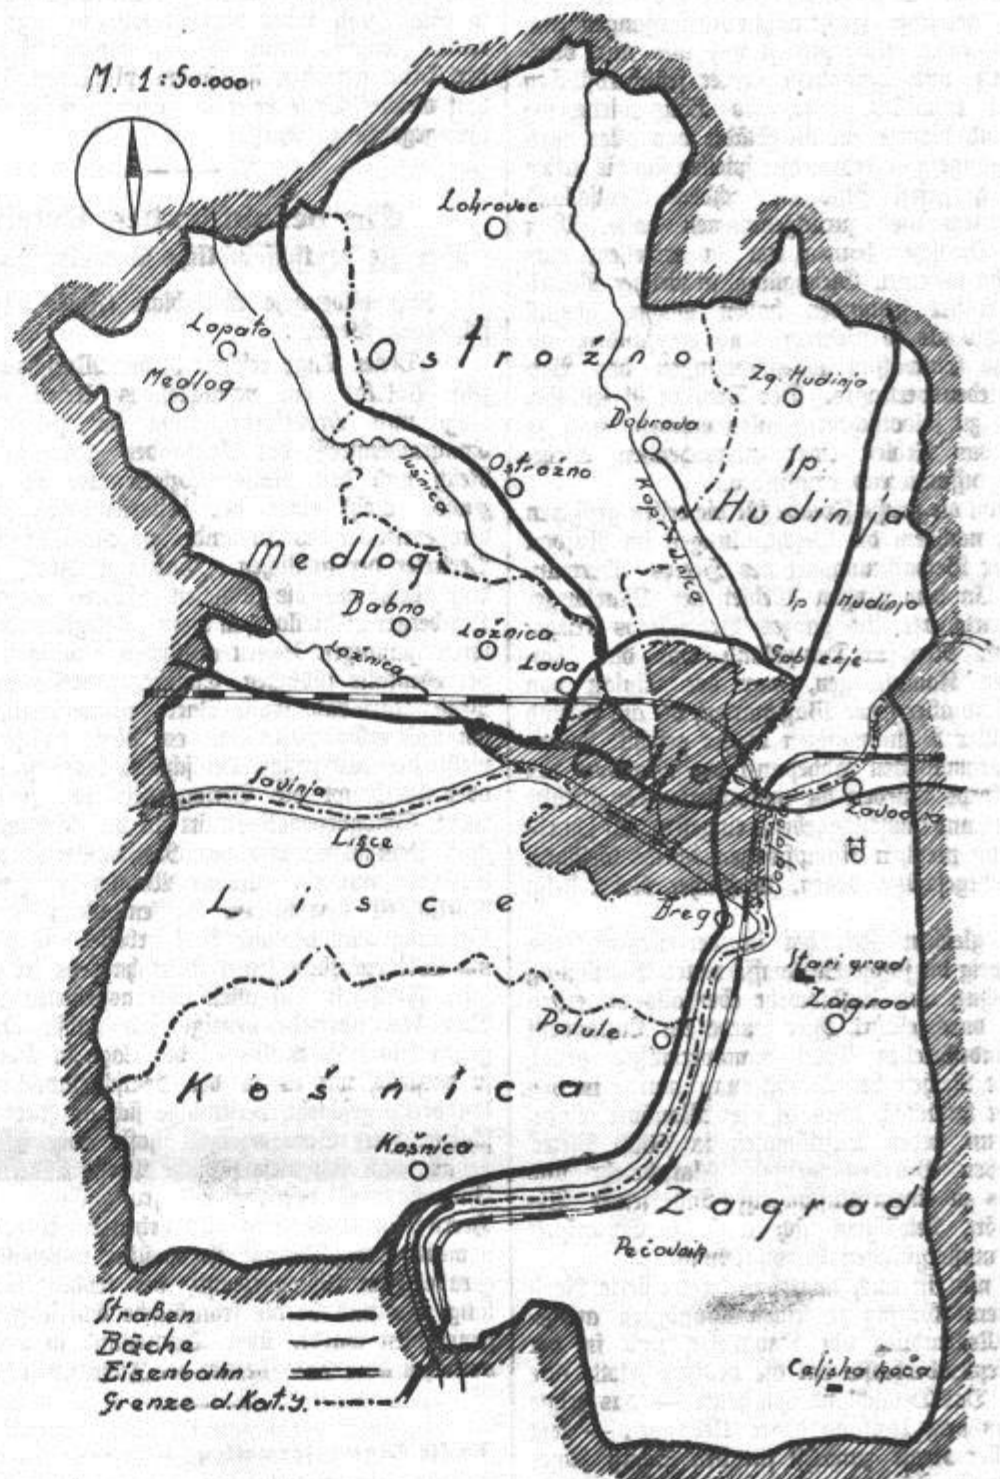 M. 1:50.000
Lokrovec
Lopata
Ostrožno
Medlog
Zg. Hudinja
Dobrova
Ostrožno
Sušnica
Koprivnica
Sp.
Hudinja
Medlog
Sp. Hudinja
Babno
Ložnica
Ložnica
Lava
Gaberje
Celje
Savinja
Zavodna
Lisce
Lisce
Voglajna
Breg
Stari grad
Zagrad
Polule
Košnica
Košnica
Zagrad
Pečovnik
Straßen
Bäche
Eisenbahn
Grenze d. Kat. g.
Celjska koča